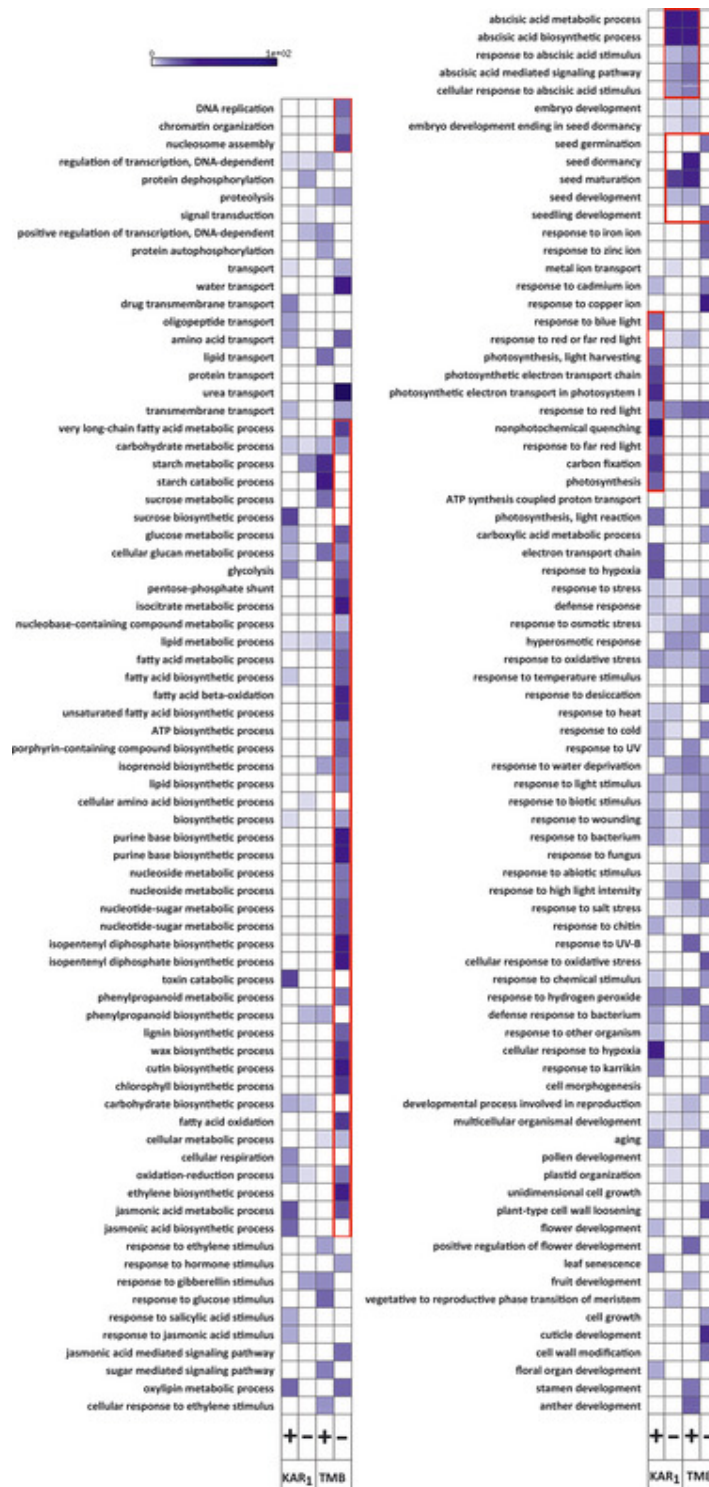 0 1e+02
DNA replication
chromatin organization
nucleosome assembly
regulation of transcription, DNA-dependent
protein dephosphorylation
proteolysis
signal transduction
positive regulation of transcription, DNA-dependent
protein autophosphorylation
transport
water transport
drug transmembrane transport
oligopeptide transport
amino acid transport
lipid transport
protein transport
urea transport
transmembrane transport
very long-chain fatty acid metabolic process
carbohydrate metabolic process
starch metabolic process
starch catabolic process
sucrose metabolic process
sucrose biosynthetic process
glucose metabolic process
cellular glucan metabolic process
glycolysis
pentose-phosphate shunt
isocitrate metabolic process
nucleobase-containing compound metabolic process
lipid metabolic process
fatty acid metabolic process
fatty acid biosynthetic process
fatty acid beta-oxidation
unsaturated fatty acid biosynthetic process
ATP biosynthetic process
porphyrin-containing compound biosynthetic process
isoprenoid biosynthetic process
lipid biosynthetic process
cellular amino acid biosynthetic process
biosynthetic process
purine base biosynthetic process
purine base biosynthetic process
nucleoside metabolic process
nucleoside metabolic process
nucleotide-sugar metabolic process
nucleotide-sugar metabolic process
isopentenyl diphosphate biosynthetic process
isopentenyl diphosphate biosynthetic process
toxin catabolic process
phenylpropanoid metabolic process
phenylpropanoid biosynthetic process
lignin biosynthetic process
wax biosynthetic process
cutin biosynthetic process
chlorophyll biosynthetic process
carbohydrate biosynthetic process
fatty acid oxidation
cellular metabolic process
cellular respiration
oxidation-reduction process
ethylene biosynthetic process
jasmonic acid metabolic process
jasmonic acid biosynthetic process
response to ethylene stimulus
response to hormone stimulus
response to gibberellin stimulus
response to glucose stimulus
response to salicylic acid stimulus
response to jasmonic acid stimulus
jasmonic acid mediated signaling pathway
sugar mediated signaling pathway
oxylipin metabolic process
cellular response to ethylene stimulus
+ − + −
KAR1 TMB
abscisic acid metabolic process
abscisic acid biosynthetic process
response to abscisic acid stimulus
abscisic acid mediated signaling pathway
cellular response to abscisic acid stimulus
embryo development
embryo development ending in seed dormancy
seed germination
seed dormancy
seed maturation
seed development
seedling development
response to iron ion
response to zinc ion
metal ion transport
response to cadmium ion
response to copper ion
response to blue light
response to red or far red light
photosynthesis, light harvesting
photosynthetic electron transport chain
photosynthetic electron transport in photosystem I
response to red light
nonphotochemical quenching
response to far red light
carbon fixation
photosynthesis
ATP synthesis coupled proton transport
photosynthesis, light reaction
carboxylic acid metabolic process
electron transport chain
response to hypoxia
response to stress
defense response
response to osmotic stress
hyperosmotic response
response to oxidative stress
response to temperature stimulus
response to desiccation
response to heat
response to cold
response to UV
response to water deprivation
response to light stimulus
response to biotic stimulus
response to wounding
response to bacterium
response to fungus
response to abiotic stimulus
response to high light intensity
response to salt stress
response to chitin
response to UV-B
cellular response to oxidative stress
response to chemical stimulus
response to hydrogen peroxide
defense response to bacterium
response to other organism
cellular response to hypoxia
response to karrikin
cell morphogenesis
developmental process involved in reproduction
multicellular organismal development
aging
pollen development
plastid organization
unidimensional cell growth
plant-type cell wall loosening
flower development
positive regulation of flower development
leaf senescence
fruit development
vegetative to reproductive phase transition of meristem
cell growth
cuticle development
cell wall modification
floral organ development
stamen development
anther development
+ − + −
KAR1 TMB